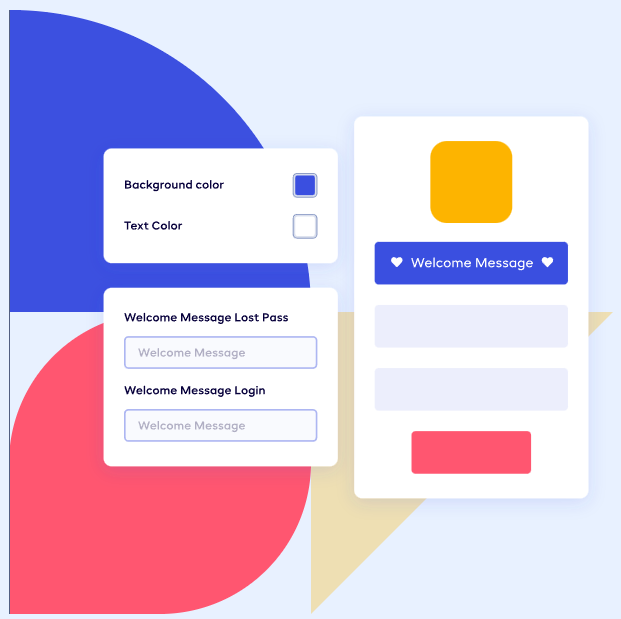 Background color
Text Color
Welcome Message Lost Pass
Welcome Message
Welcome Message Login
Welcome Message
♥ Welcome Message ♥